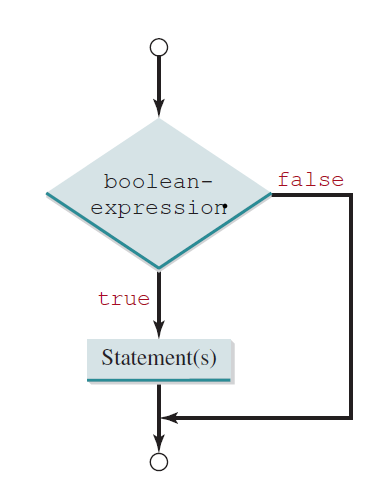 boolean-
expression
false
true
Statement(s)